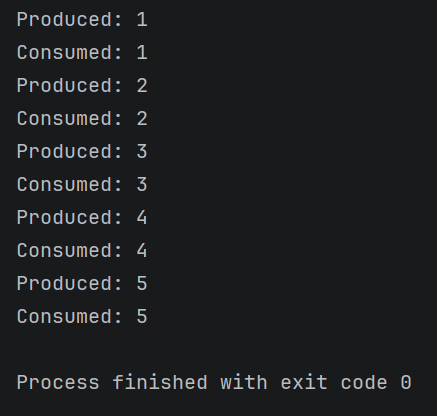 Produced: 1
Consumed: 1
Produced: 2
Consumed: 2
Produced: 3
Consumed: 3
Produced: 4
Consumed: 4
Produced: 5
Consumed: 5
Process finished with exit code 0